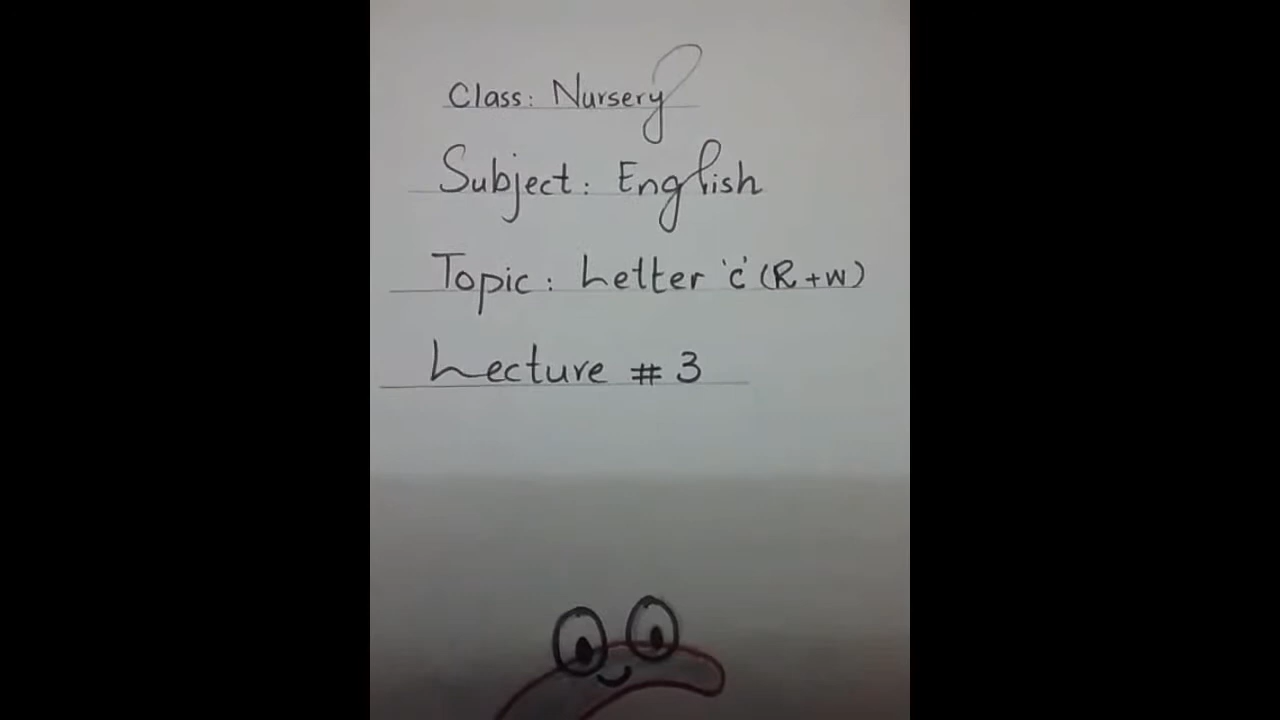 Class: Nursery
Subject: English
Topic: Letter 'c' (R+W)
Lecture # 3